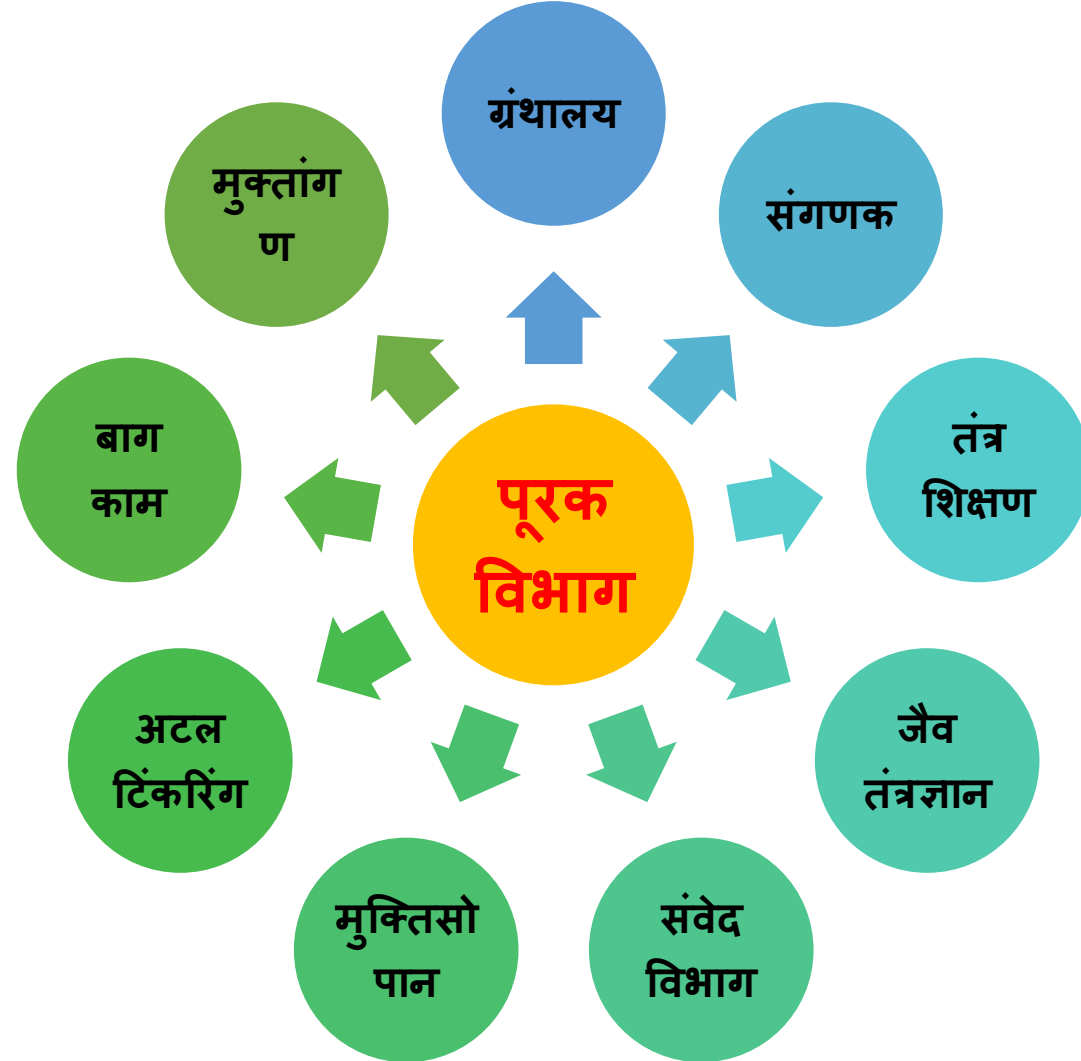 ग्रंथालय
संगणक
तंत्र
शिक्षण
जैव
तंत्रज्ञान
संवेद
विभाग
मुक्तिसो
पान
अटल
टिंकरिंग
बाग
काम
मुक्तांग
ण
पूरक
विभाग